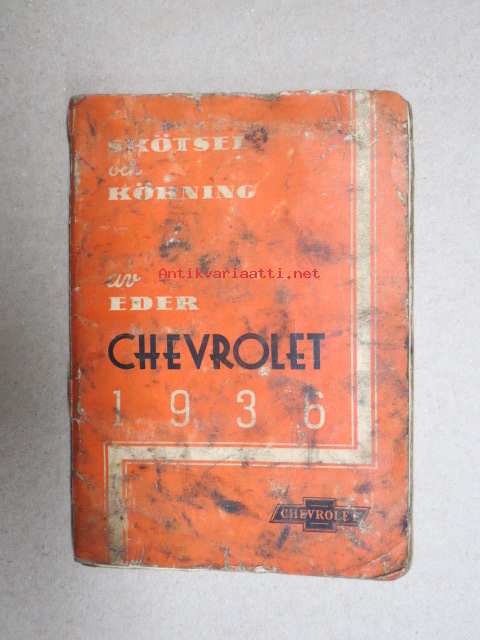 SKÖTSEL
och
KÖRNING
Antikvariaatti.net
av
EDER
CHEVROLET
1936
CHEVROLET